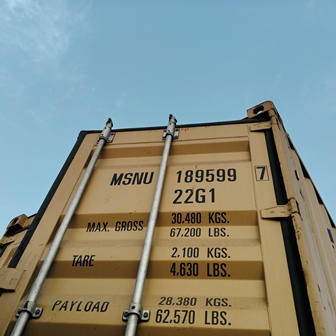 MSNU 189599 7
22G1
MAX. GROSS 30.480 KGS.
67.200 LBS.
TARE 2.100 KGS.
4.630 LBS.
PAYLOAD 28.380 KGS.
62.570 LBS.